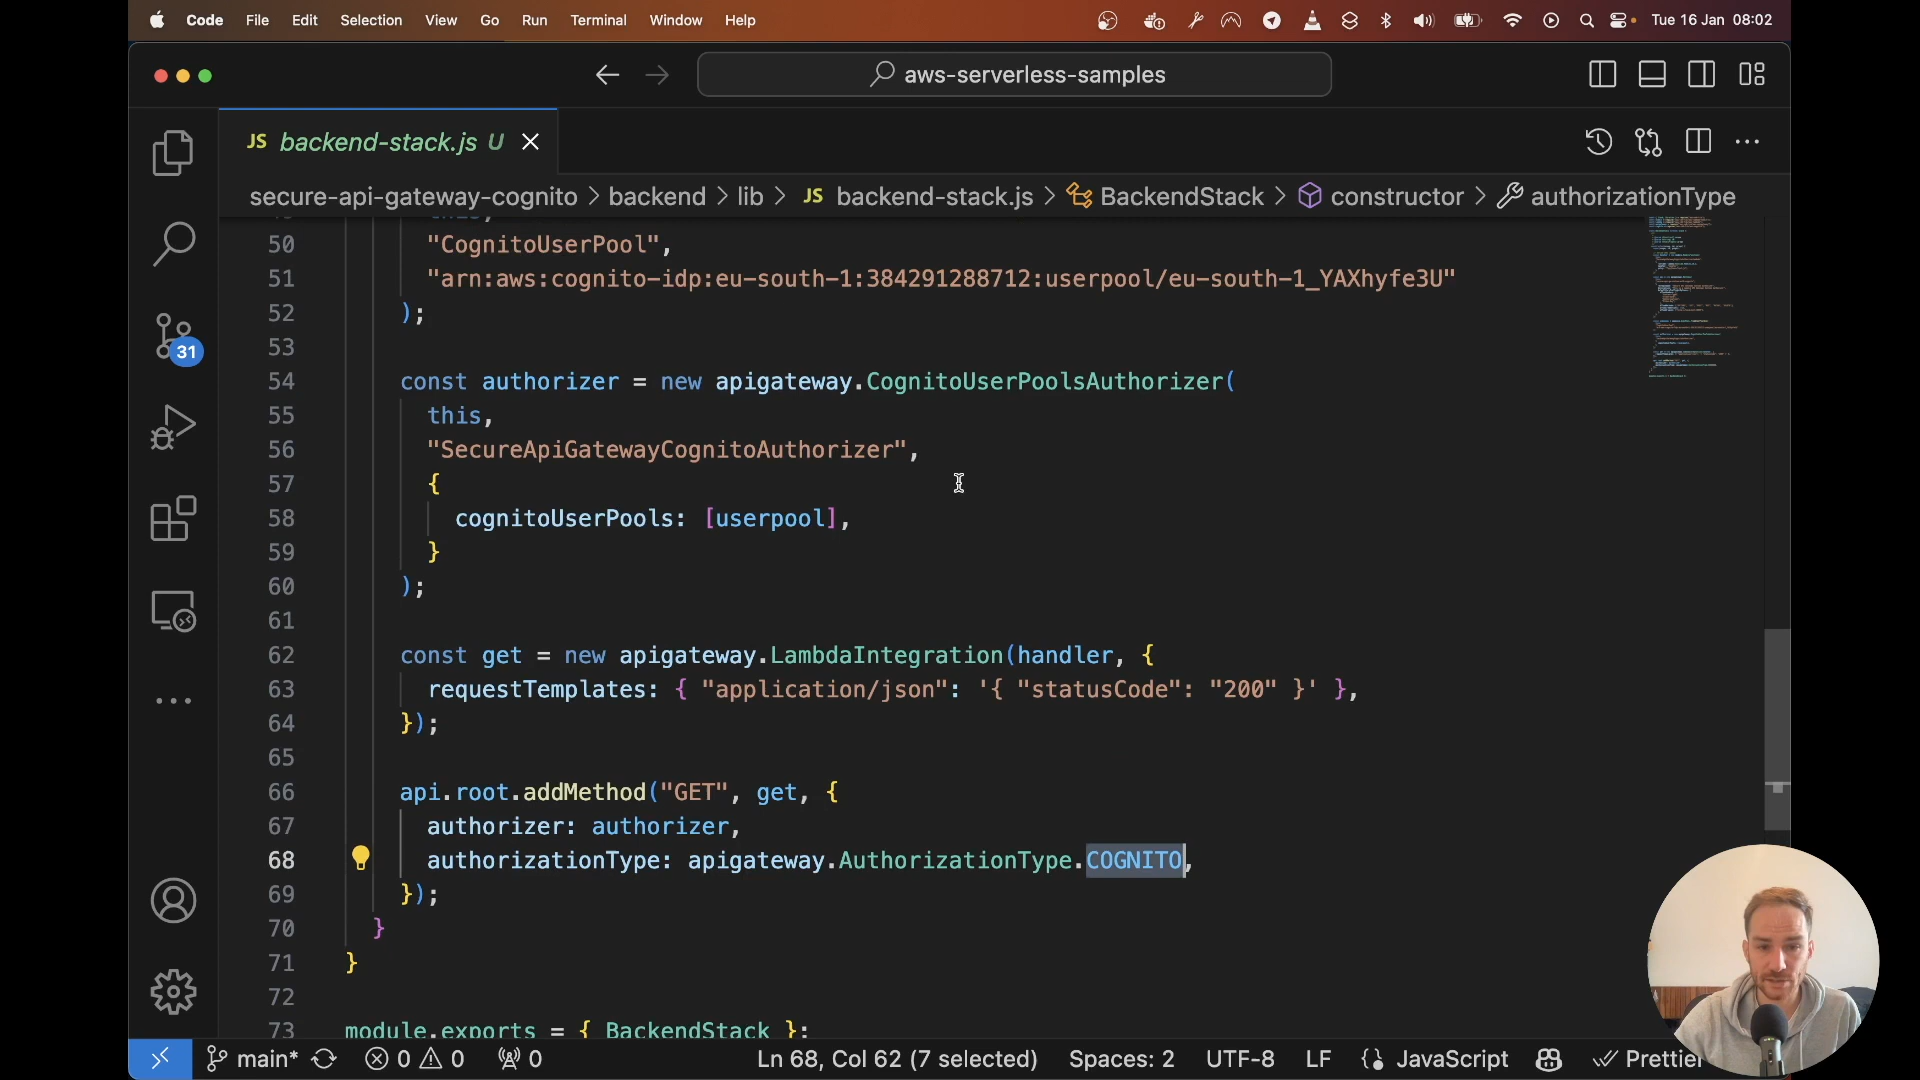 Code File Edit Selection View Go Run Terminal Window Help Tue 16 Jan 08:02
aws-serverless-samples
JS backend-stack.js U
secure-api-gateway-cognito > backend > lib > JS backend-stack.js > BackendStack > constructor > authorizationType
50 "CognitoUserPool",
51 "arn:aws:cognito-idp:eu-south-1:384291288712:userpool/eu-south-1_YAXhyfe3U"
52 );
53
54 const authorizer = new apigateway.CognitoUserPoolsAuthorizer(
55 this,
56 "SecureApiGatewayCognitoAuthorizer",
57 {
58 cognitoUserPools: [userpool],
59 }
60 );
61
62 const get = new apigateway.LambdaIntegration(handler, {
63 requestTemplates: { "application/json": '{ "statusCode": "200" }' },
64 });
65
66 api.root.addMethod("GET", get, {
67 authorizer: authorizer,
68 authorizationType: apigateway.AuthorizationType.COGNITO,
69 });
70 }
71 }
72
73 module.exports = { BackendStack };
31
main* 0 0 0 Ln 68, Col 62 (7 selected) Spaces: 2 UTF-8 LF {} JavaScript Prettier